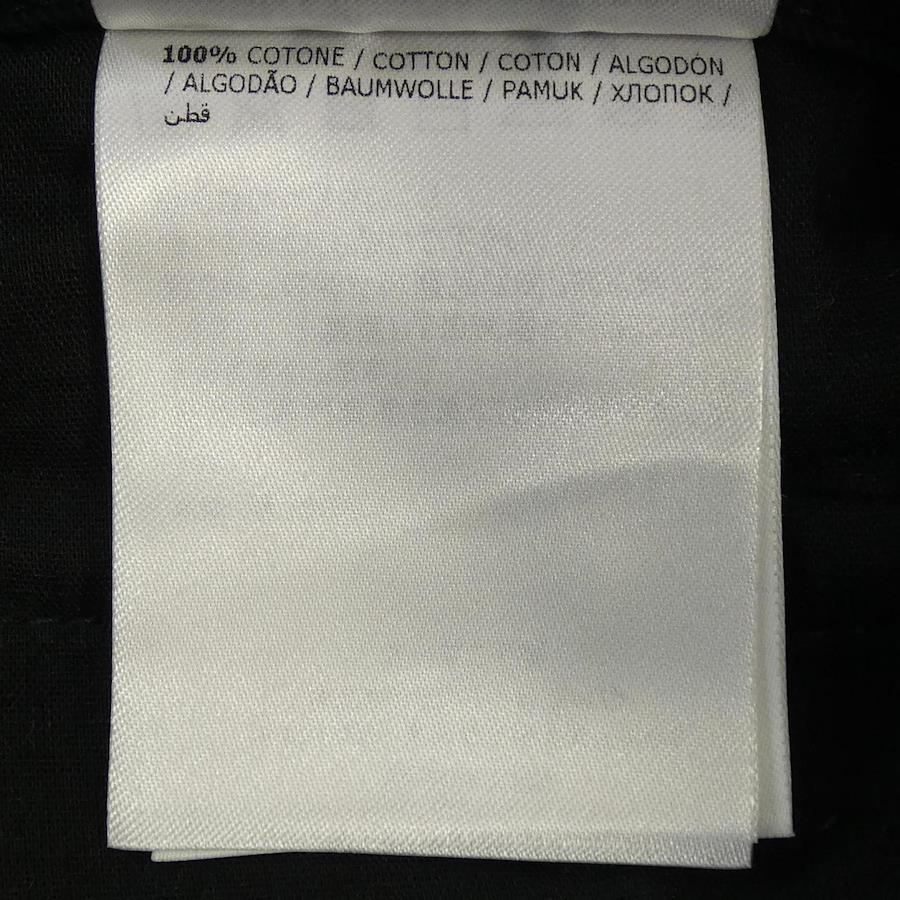 100% COTONE / COTTON / COTON / ALGODÓN
/ ALGODÃO / BAUMWOLLE / PAMUK / ХЛОПОК /
قطن